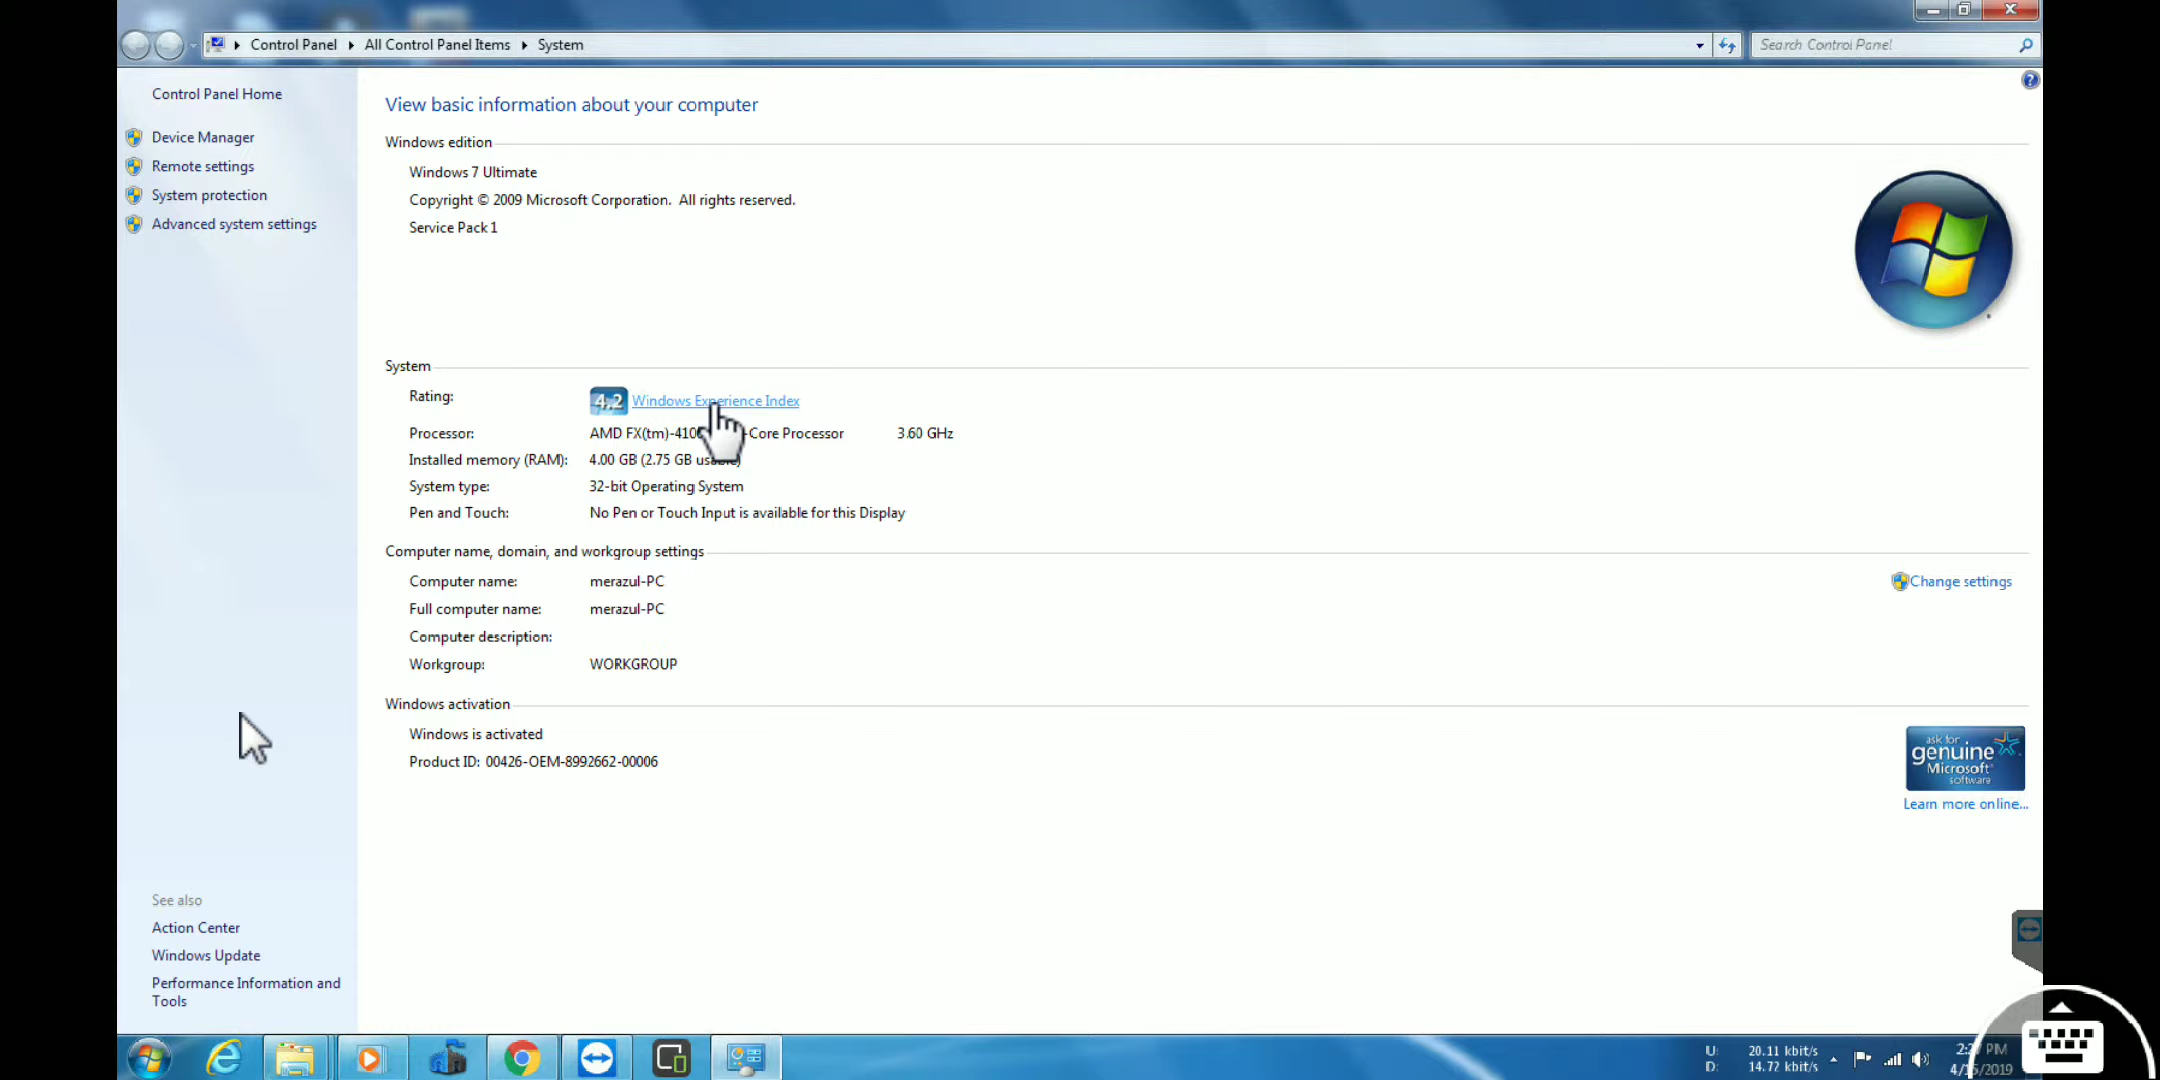 Control Panel
All Control Panel Items
System
Search Control Panel
Control Panel Home
Device Manager
Remote settings
System protection
Advanced system settings
View basic information about your computer
Windows edition
Windows 7 Ultimate
Copyright © 2009 Microsoft Corporation. All rights reserved.
Service Pack 1
System
Rating:
4.2 Windows Experience Index
Processor:
AMD FX(tm)-410 -Core Processor 3.60 GHz
Installed memory (RAM):
4.00 GB (2.75 GB usable)
System type:
32-bit Operating System
Pen and Touch:
No Pen or Touch Input is available for this Display
Computer name, domain, and workgroup settings
Computer name:
merazul-PC
Change settings
Full computer name:
merazul-PC
Computer description:
Workgroup:
WORKGROUP
Windows activation
Windows is activated
Product ID: 00426-OEM-8992662-00006
ask for
genuine
Microsoft
software
Learn more online...
See also
Action Center
Windows Update
Performance Information and
Tools
U: 20.11 kbit/s
D: 14.72 kbit/s
PM
4/15/2019